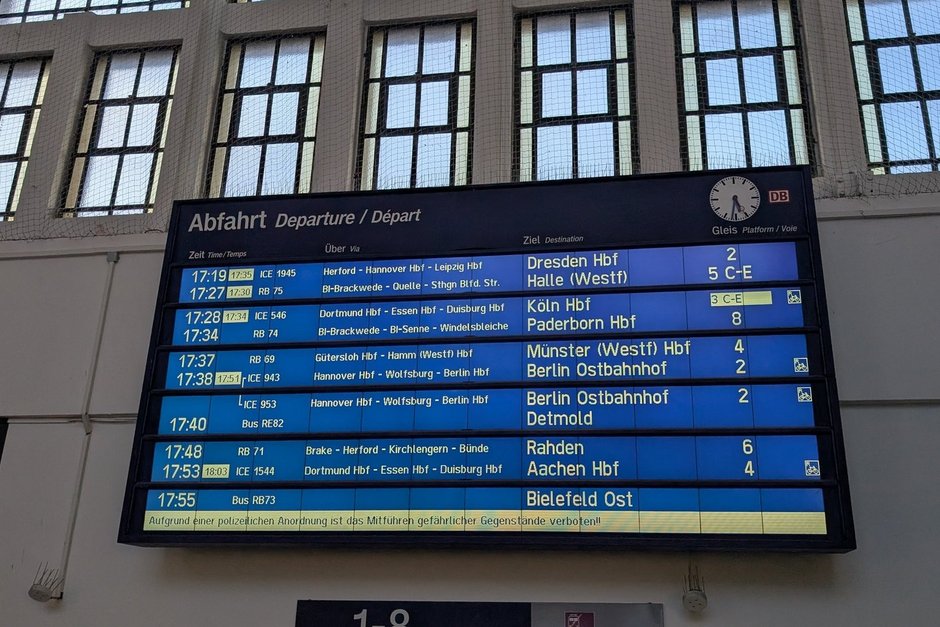 Abfahrt Departure / Départ
DB
Zeit Time/Temps Über Via Ziel Destination Gleis Platform / Voie
17:19 17:35 ICE 1945 Herford - Hannover Hbf - Leipzig Hbf Dresden Hbf 2
17:27 17:30 RB 75 BI-Brackwede - Quelle - Sthgn Blfd. Str. Halle (Westf) 5 C-E
17:28 17:34 ICE 546 Dortmund Hbf - Essen Hbf - Duisburg Hbf Köln Hbf 3 C-E
17:34 RB 74 BI-Brackwede - BI-Senne - Windelsbleiche Paderborn Hbf 8
17:37 RB 69 Gütersloh Hbf - Hamm (Westf) Hbf Münster (Westf) Hbf 4
17:38 17:51 ICE 943 Hannover Hbf - Wolfsburg - Berlin Hbf Berlin Ostbahnhof 2
ICE 953 Hannover Hbf - Wolfsburg - Berlin Hbf Berlin Ostbahnhof 2
17:40 Bus RE82 Detmold
17:48 RB 71 Brake - Herford - Kirchlengern - Bünde Rahden 6
17:53 18:03 ICE 1544 Dortmund Hbf - Essen Hbf - Duisburg Hbf Aachen Hbf 4
17:55 Bus RB73 Bielefeld Ost
Aufgrund einer polizeilichen Anordnung ist das Mitführen gefährlicher Gegenstände verboten!!
1-8